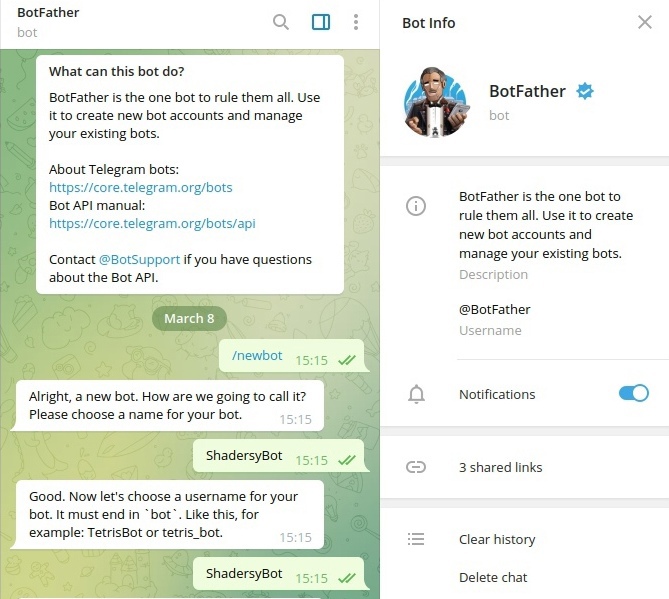 BotFather
bot
What can this bot do?
BotFather is the one bot to rule them all. Use
it to create new bot accounts and manage
your existing bots.
About Telegram bots:
https://core.telegram.org/bots
Bot API manual:
https://core.telegram.org/bots/api
Contact @BotSupport if you have questions
about the Bot API.
March 8
/newbot 15:15
Alright, a new bot. How are we going to call it?
Please choose a name for your bot. 15:15
ShadersyBot 15:15
Good. Now let's choose a username for your
bot. It must end in `bot`. Like this, for
example: TetrisBot or tetris_bot. 15:15
ShadersyBot 15:15
Bot Info
BotFather
bot
BotFather is the one bot to
rule them all. Use it to create
new bot accounts and
manage your existing bots.
Description
@BotFather
Username
Notifications
3 shared links
Clear history
Delete chat